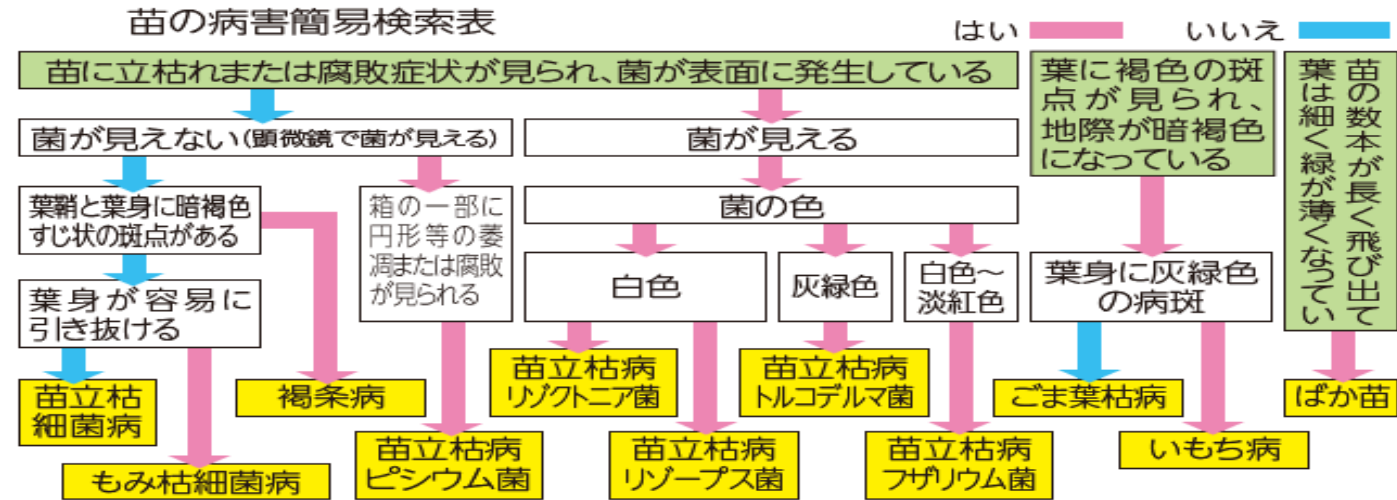 苗の病害簡易検索表
はい
いいえ
苗に立枯れまたは腐敗症状が見られ、菌が表面に発生している
菌が見えない(顕微鏡で菌が見える)
菌が見える
葉鞘と葉身に暗褐色
すじ状の斑点がある
箱の一部に
円形等の萎
凋または腐敗
が見られる
菌の色
葉身が容易に
引き抜ける
白色
灰緑色
白色～
淡紅色
苗立枯
細菌病
もみ枯細菌病
褐条病
苗立枯病
ピシウム菌
苗立枯病
リゾクトニア菌
苗立枯病
リゾープス菌
苗立枯病
トルコデルマ菌
苗立枯病
フザリウム菌
葉に褐色の斑
点が見られ、
地際が暗褐色
になっている
葉身に灰緑色
の病斑
ごま葉枯病
いもち病
苗の数本が長く飛び出て
葉は細く緑が薄くなってい
ばか苗